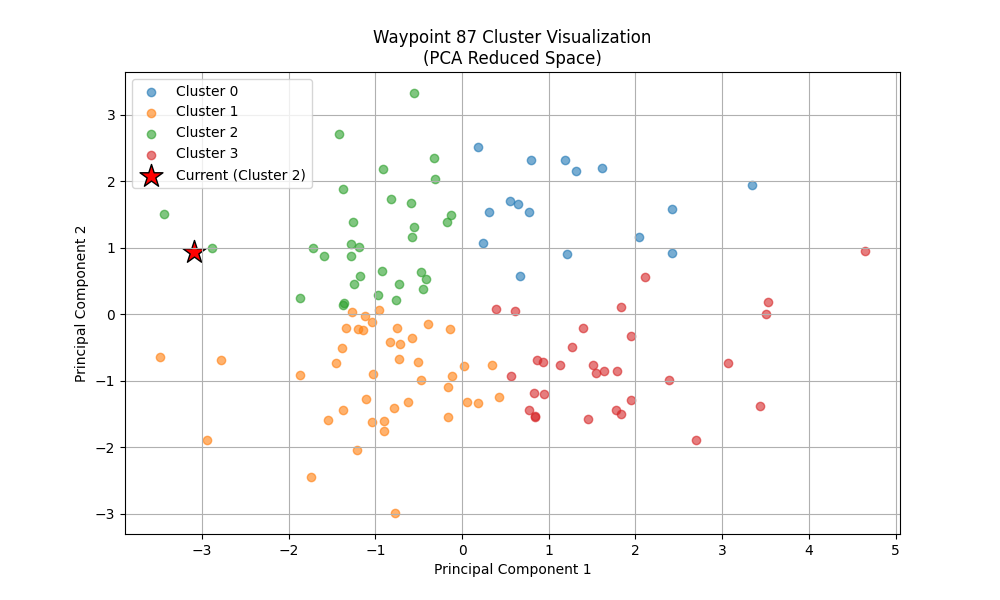 Waypoint 87 Cluster Visualization
(PCA Reduced Space)
Cluster 0
Cluster 1
Cluster 2
Cluster 3
Current (Cluster 2)
Principal Component 2
3
2
1
0
−1
−2
−3
−3
−2
−1
0
1
2
3
4
5
Principal Component 1